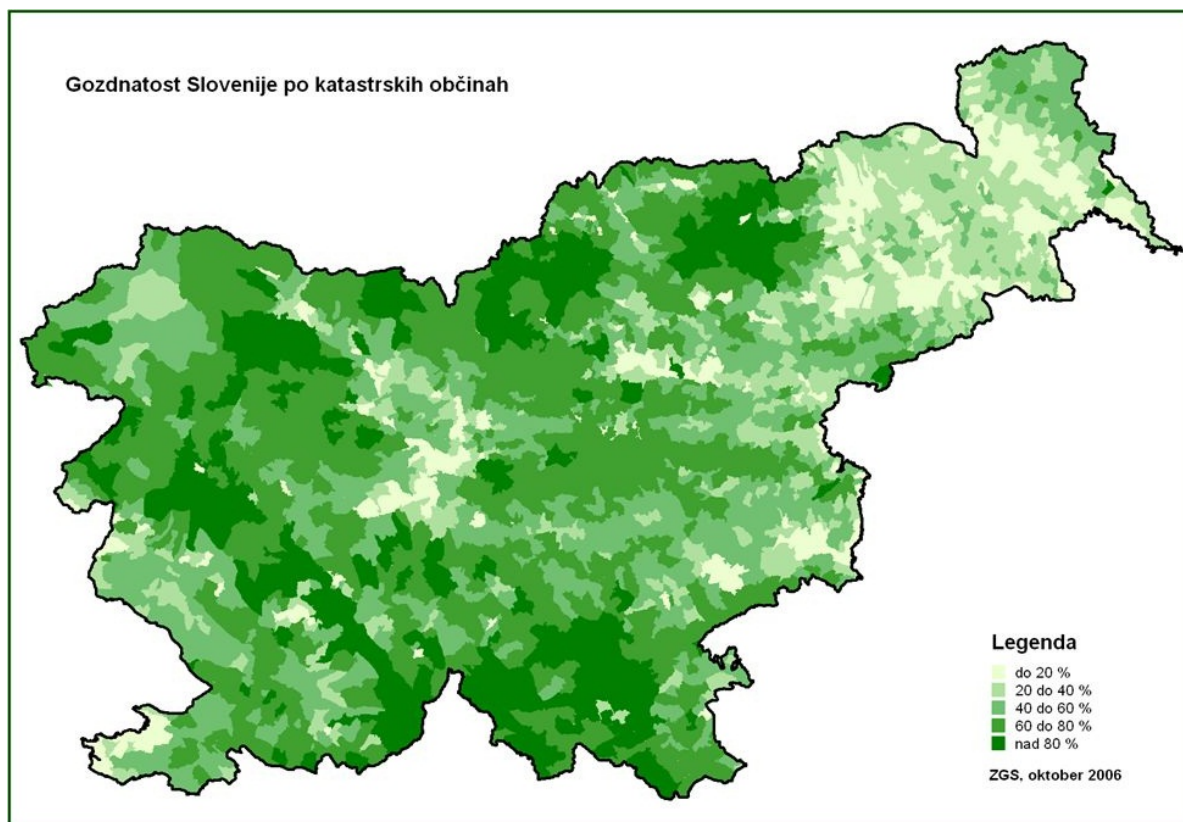 Gozdnatost Slovenije po katastrskih občinah
Legenda
do 20 %
20 do 40 %
40 do 60 %
60 do 80 %
nad 80 %
ZGS, oktober 2006